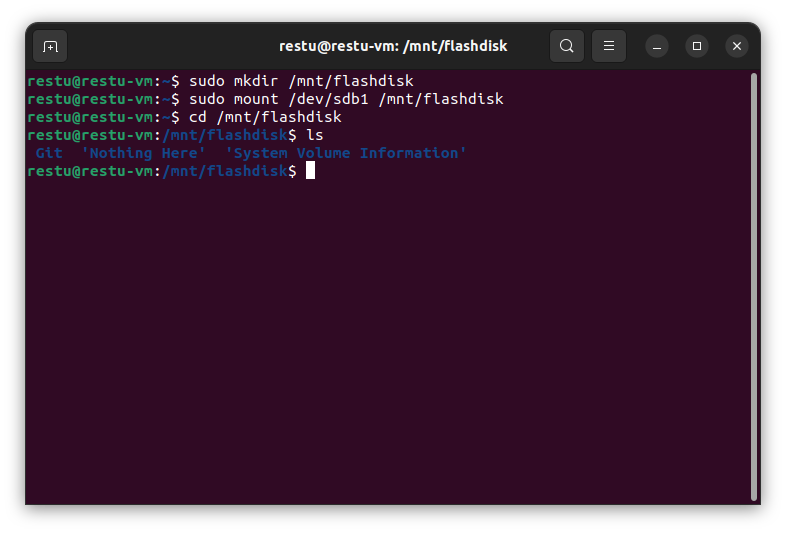 restu@restu-vm: /mnt/flashdisk
restu@restu-vm:~$ sudo mkdir /mnt/flashdisk
restu@restu-vm:~$ sudo mount /dev/sdb1 /mnt/flashdisk
restu@restu-vm:~$ cd /mnt/flashdisk
restu@restu-vm:/mnt/flashdisk$ ls
 Git  'Nothing Here'  'System Volume Information'
restu@restu-vm:/mnt/flashdisk$